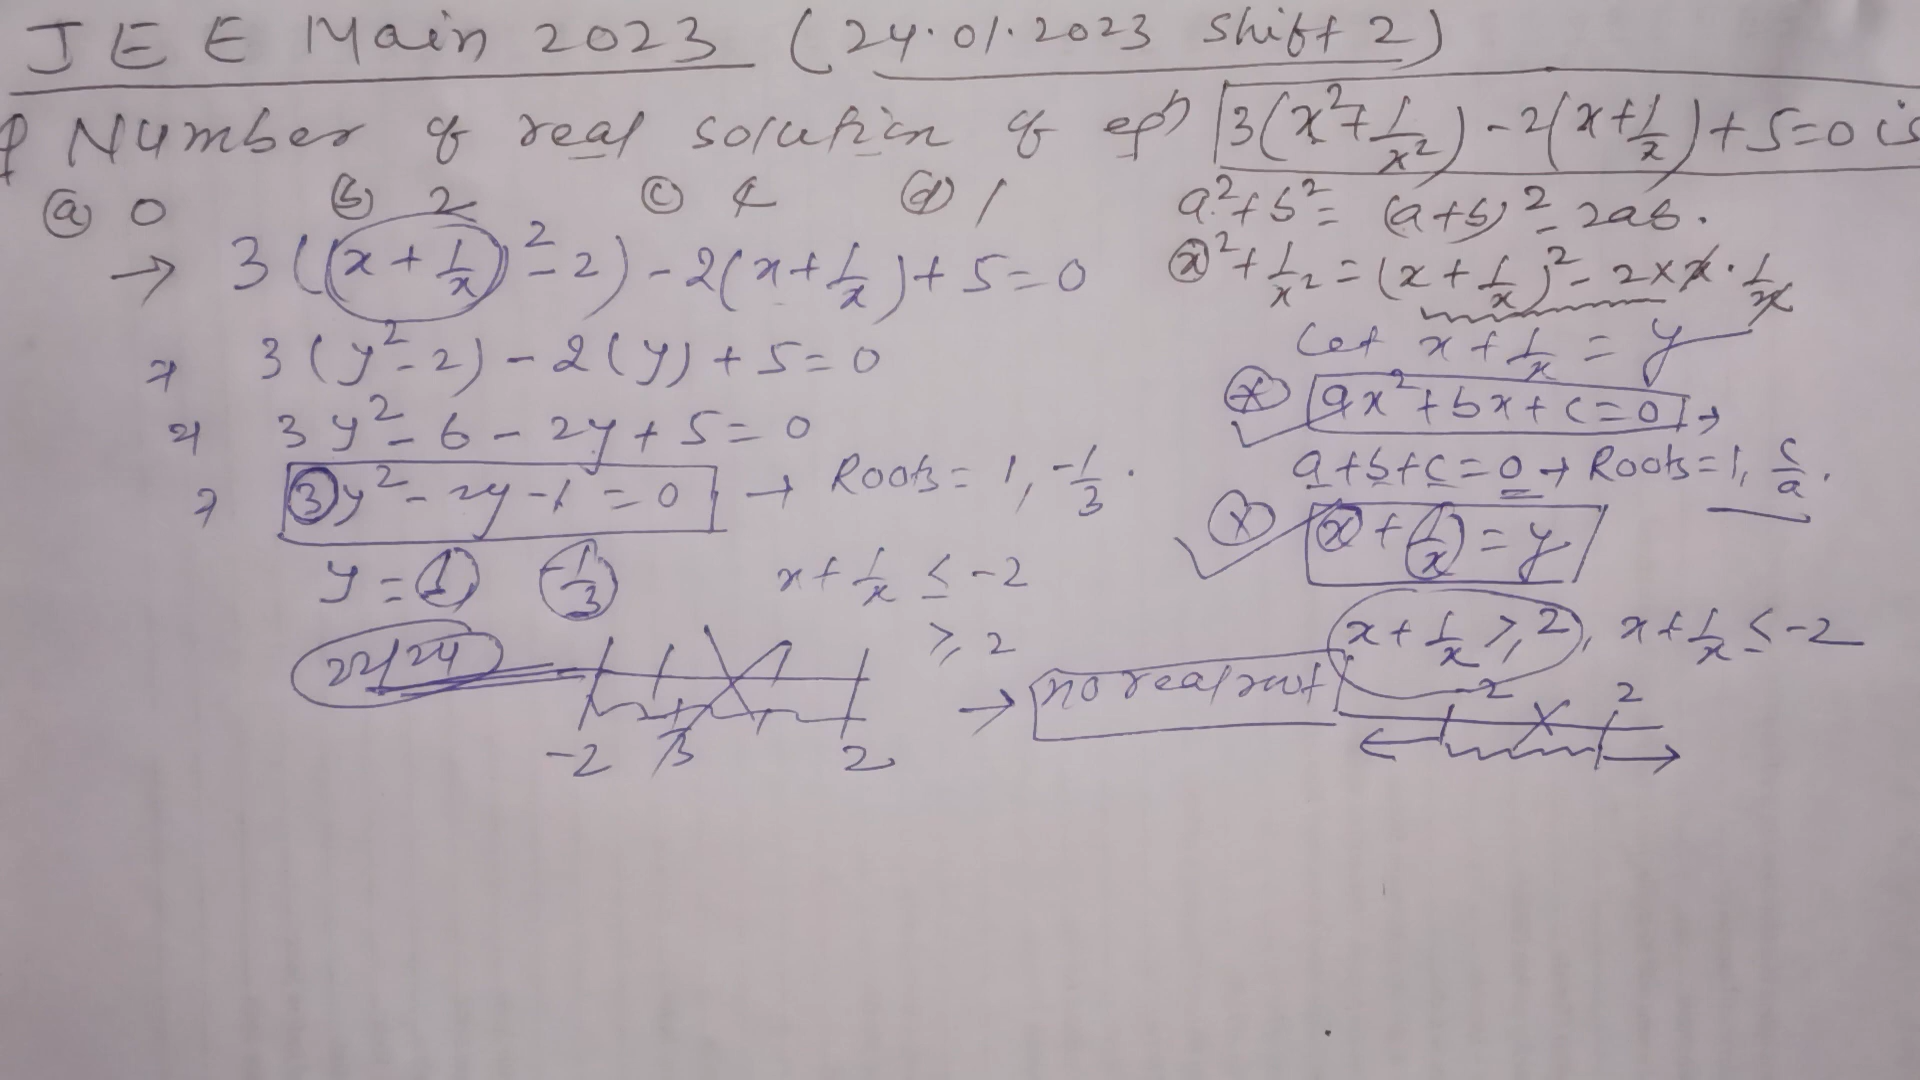 JEE Main 2023 (24.01.2023 Shift 2)
Number of real solution of eqn 3(x²+1/x²)-2(x+1/x)+5=0 is
(a) 0 (b) 2 (c) 4 (d) 1
a²+b²=(a+b)²-2ab.
→ 3((x+1/x)²-2)-2(x+1/x)+5=0
x²+1/x²=(x+1/x)²-2×x·1/x
Let x+1/x=y
⇒ 3(y²-2)-2(y)+5=0
ax²+bx+c=0 →
⇒ 3y²-6-2y+5=0
a+b+c=0 → Roots=1, c/a.
⇒ 3y²-2y-1=0 → Roots=1, -1/3.
x+1/x=y
y=1, -1/3
x+1/x ≤-2
≥2
x+1/x ≥2, x+1/x ≤-2
→ no real root
-2 2
-2 2